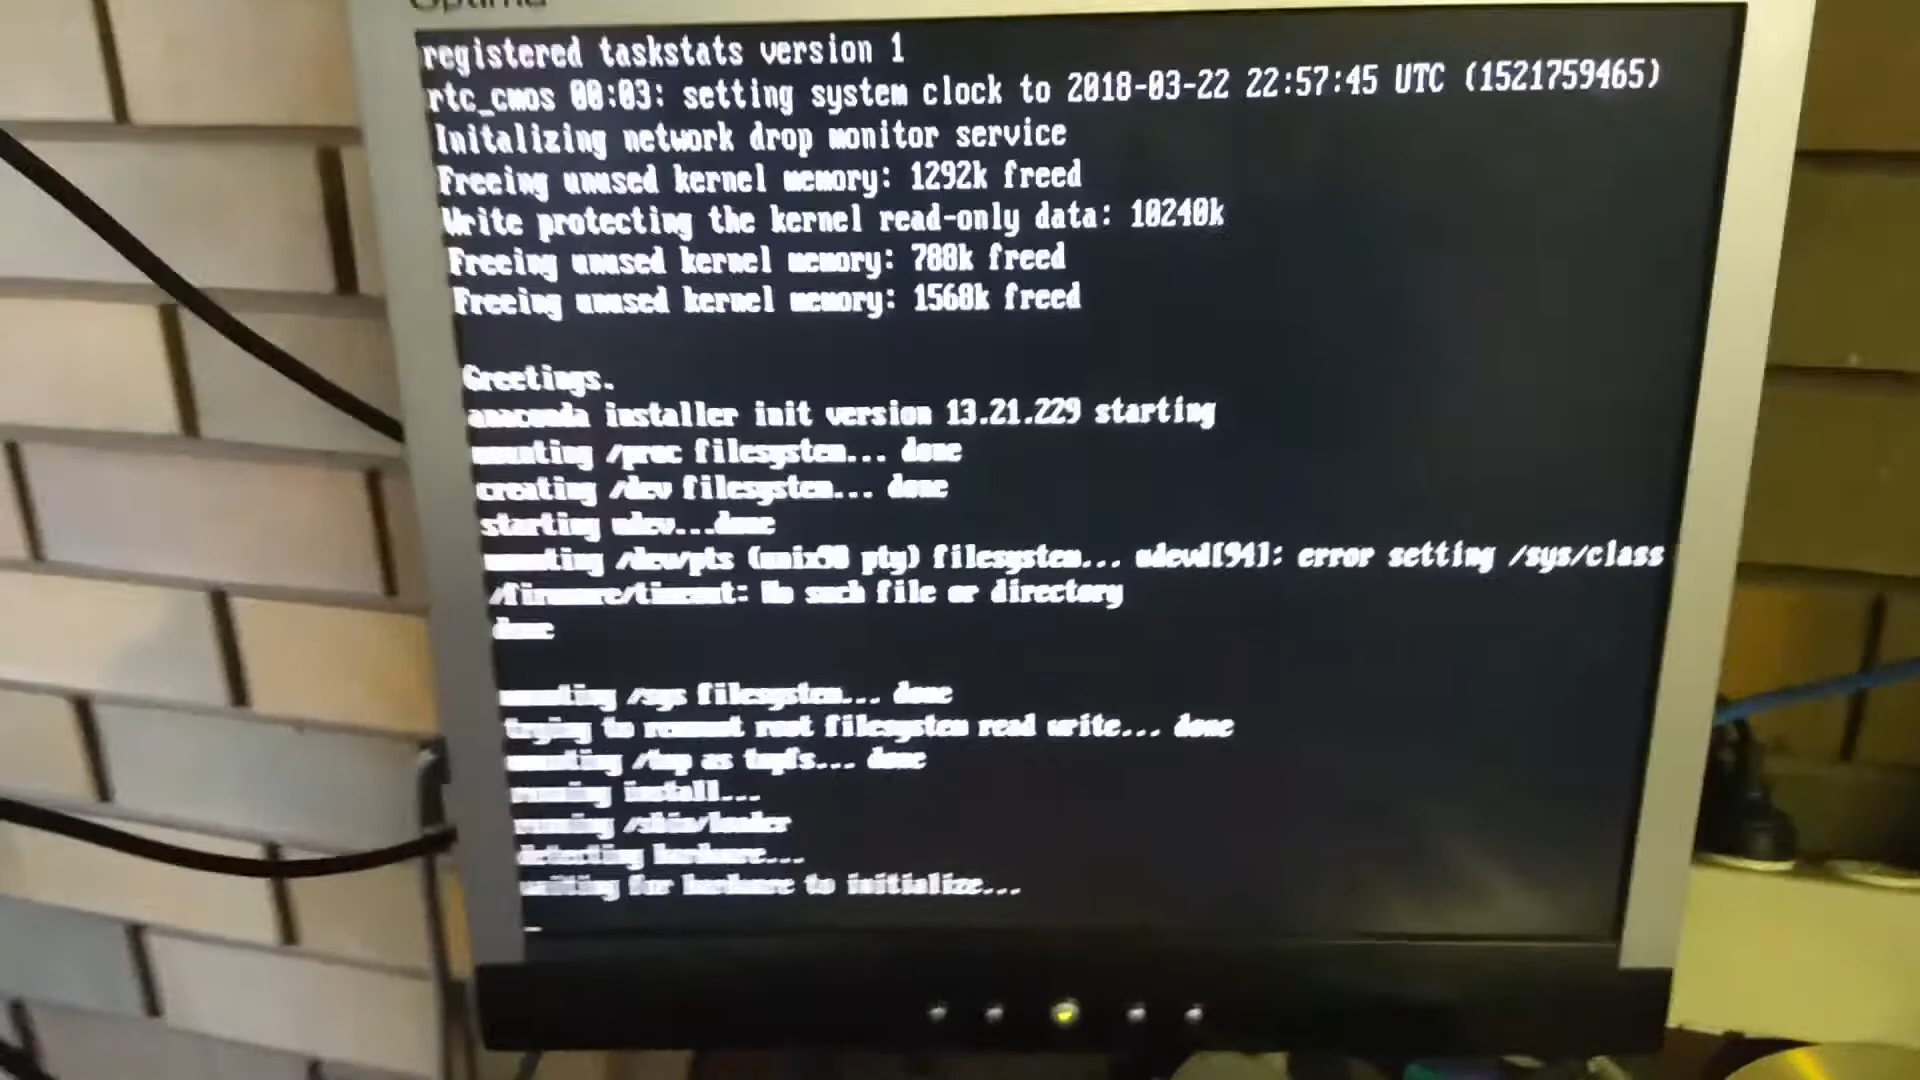 Optima
registered taskstats version 1
rtc_cmos 00:03: setting system clock to 2018-03-22 22:57:45 UTC (1521759465)
Initalizing network drop monitor service
Freeing unused kernel memory: 1292k freed
Write protecting the kernel read-only data: 10240k
Freeing unused kernel memory: 788k freed
Freeing unused kernel memory: 1568k freed
Greetings.
anaconda installer init version 13.21.229 starting
mounting /proc filesystem... done
creating /dev filesystem... done
starting udev...done
mounting /dev/pts (unix98 pty) filesystem... udevd[94]: error setting /sys/class
/firmware/timeout: No such file or directory
done
mounting /sys filesystem... done
trying to remount root filesystem read write... done
mounting /tmp as tmpfs... done
running install...
running /sbin/loader
detecting hardware...
waiting for hardware to initialize...